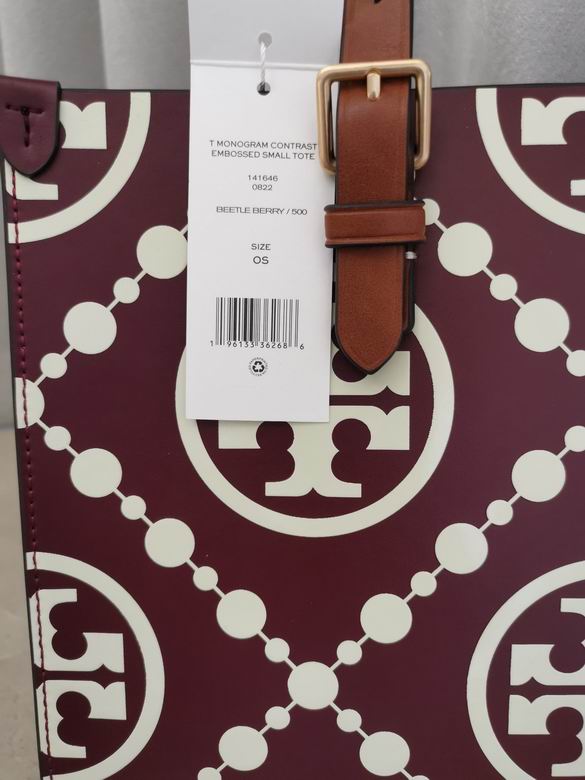 T MONOGRAM CONTRAST
EMBOSSED SMALL TOTE
141646
0822
BEETLE BERRY / 500
SIZE
OS
1 96133 36268 6